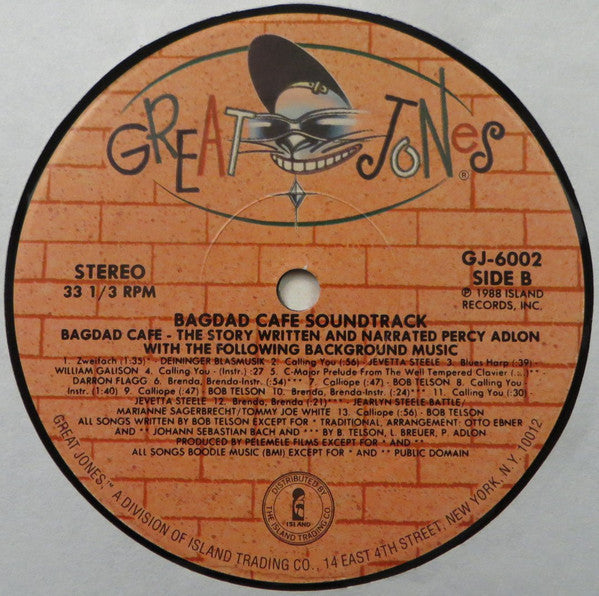 GREAT JONES ®
STEREO
33 1/3 RPM
GJ-6002
SIDE B
℗ 1988 ISLAND
RECORDS, INC.
BAGDAD CAFE SOUNDTRACK
BAGDAD CAFE - THE STORY WRITTEN AND NARRATED PERCY ADLON
WITH THE FOLLOWING BACKGROUND MUSIC
1. Zweifach (1:35)* - DEININGER BLASMUSIK 2. Calling You (:56)- JEVETTA STEELE 3. Blues Harp (:39)-
WILLIAM GALISON 4. Calling You - (Instr.) :27 5. C-Major Prelude From The Well Tempered Clavier (...)**
DARRON FLAGG 6. Brenda, Brenda-Instr. (:54)*** 7. Calliope (:47) - BOB TELSON 8. Calling You
Instr. (1:40) 9. Calliope (:47) BOB TELSON 10. Brenda, Brenda-Instr. (:24)*** 11. Calling You (:30)-
JEVETTA STEELE 12. Brenda, Brenda (:21)*** - JEARLYN STEELE-BATTLE/
MARIANNE SAGERBRECHT/TOMMY JOE WHITE 13. Calliope (:56) - BOB TELSON
ALL SONGS WRITTEN BY BOB TELSON EXCEPT FOR * TRADITIONAL, ARRANGEMENT: OTTO EBNER
AND ** JOHANN SEBASTIAN BACH AND *** BY B. TELSON, L. BREUER, P. ADLON
PRODUCED BY PELEMELE FILMS EXCEPT FOR * AND **
ALL SONGS BOODLE MUSIC (BMI) EXCEPT FOR * AND ** PUBLIC DOMAIN
DISTRIBUTED BY
ISLAND
THE ISLAND TRADING CO.
GREAT JONES,™ A DIVISION OF ISLAND TRADING CO., 14 EAST 4TH STREET, NEW YORK, N.Y. 10012